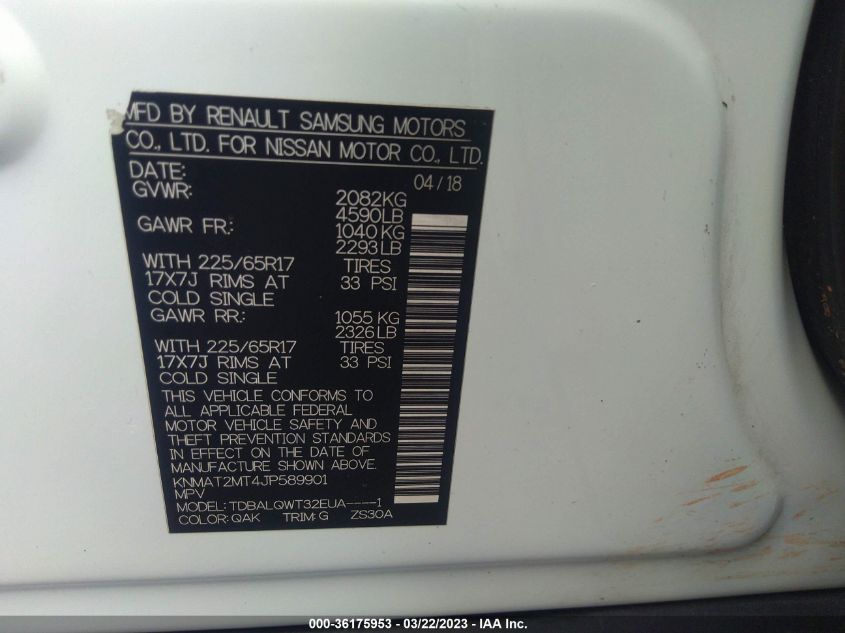 MFD BY RENAULT SAMSUNG MOTORS
CO., LTD. FOR NISSAN MOTOR CO., LTD.
DATE: 04/18
GVWR: 2082KG
4590LB
GAWR FR.: 1040KG
2293LB
WITH 225/65R17 TIRES
17X7J RIMS AT 33 PSI
COLD SINGLE
GAWR RR.: 1055 KG
2326LB
WITH 225/65R17 TIRES
17X7J RIMS AT 33 PSI
COLD SINGLE
THIS VEHICLE CONFORMS TO
ALL APPLICABLE FEDERAL
MOTOR VEHICLE SAFETY AND
THEFT PREVENTION STANDARDS
IN EFFECT ON THE DATE OF
MANUFACTURE SHOWN ABOVE.
KNMAT2MT4JP589901
MPV
MODEL: TDBALQWT32EUA----1
COLOR: QAK TRIM: G ZS30A
000-36175953 - 03/22/2023 - IAA Inc.